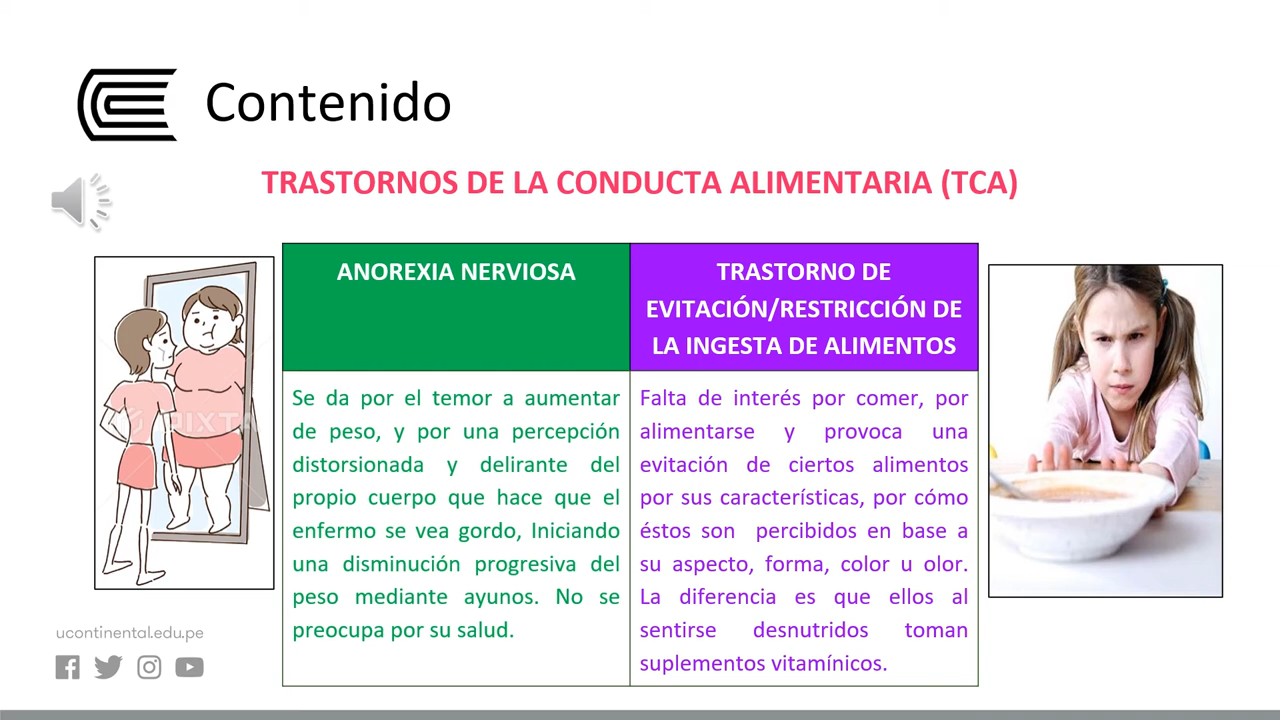 Contenido
TRASTORNOS DE LA CONDUCTA ALIMENTARIA (TCA)
ANOREXIA NERVIOSA
TRASTORNO DE
EVITACIÓN/RESTRICCIÓN DE
LA INGESTA DE ALIMENTOS
Se da por el temor a aumentar
de peso, y por una percepción
distorsionada y delirante del
propio cuerpo que hace que el
enfermo se vea gordo, Iniciando
una disminución progresiva del
peso mediante ayunos. No se
preocupa por su salud.
Falta de interés por comer, por
alimentarse y provoca una
evitación de ciertos alimentos
por sus características, por cómo
éstos son percibidos en base a
su aspecto, forma, color u olor.
La diferencia es que ellos al
sentirse desnutridos toman
suplementos vitamínicos.
PIXTA
ucontinental.edu.pe